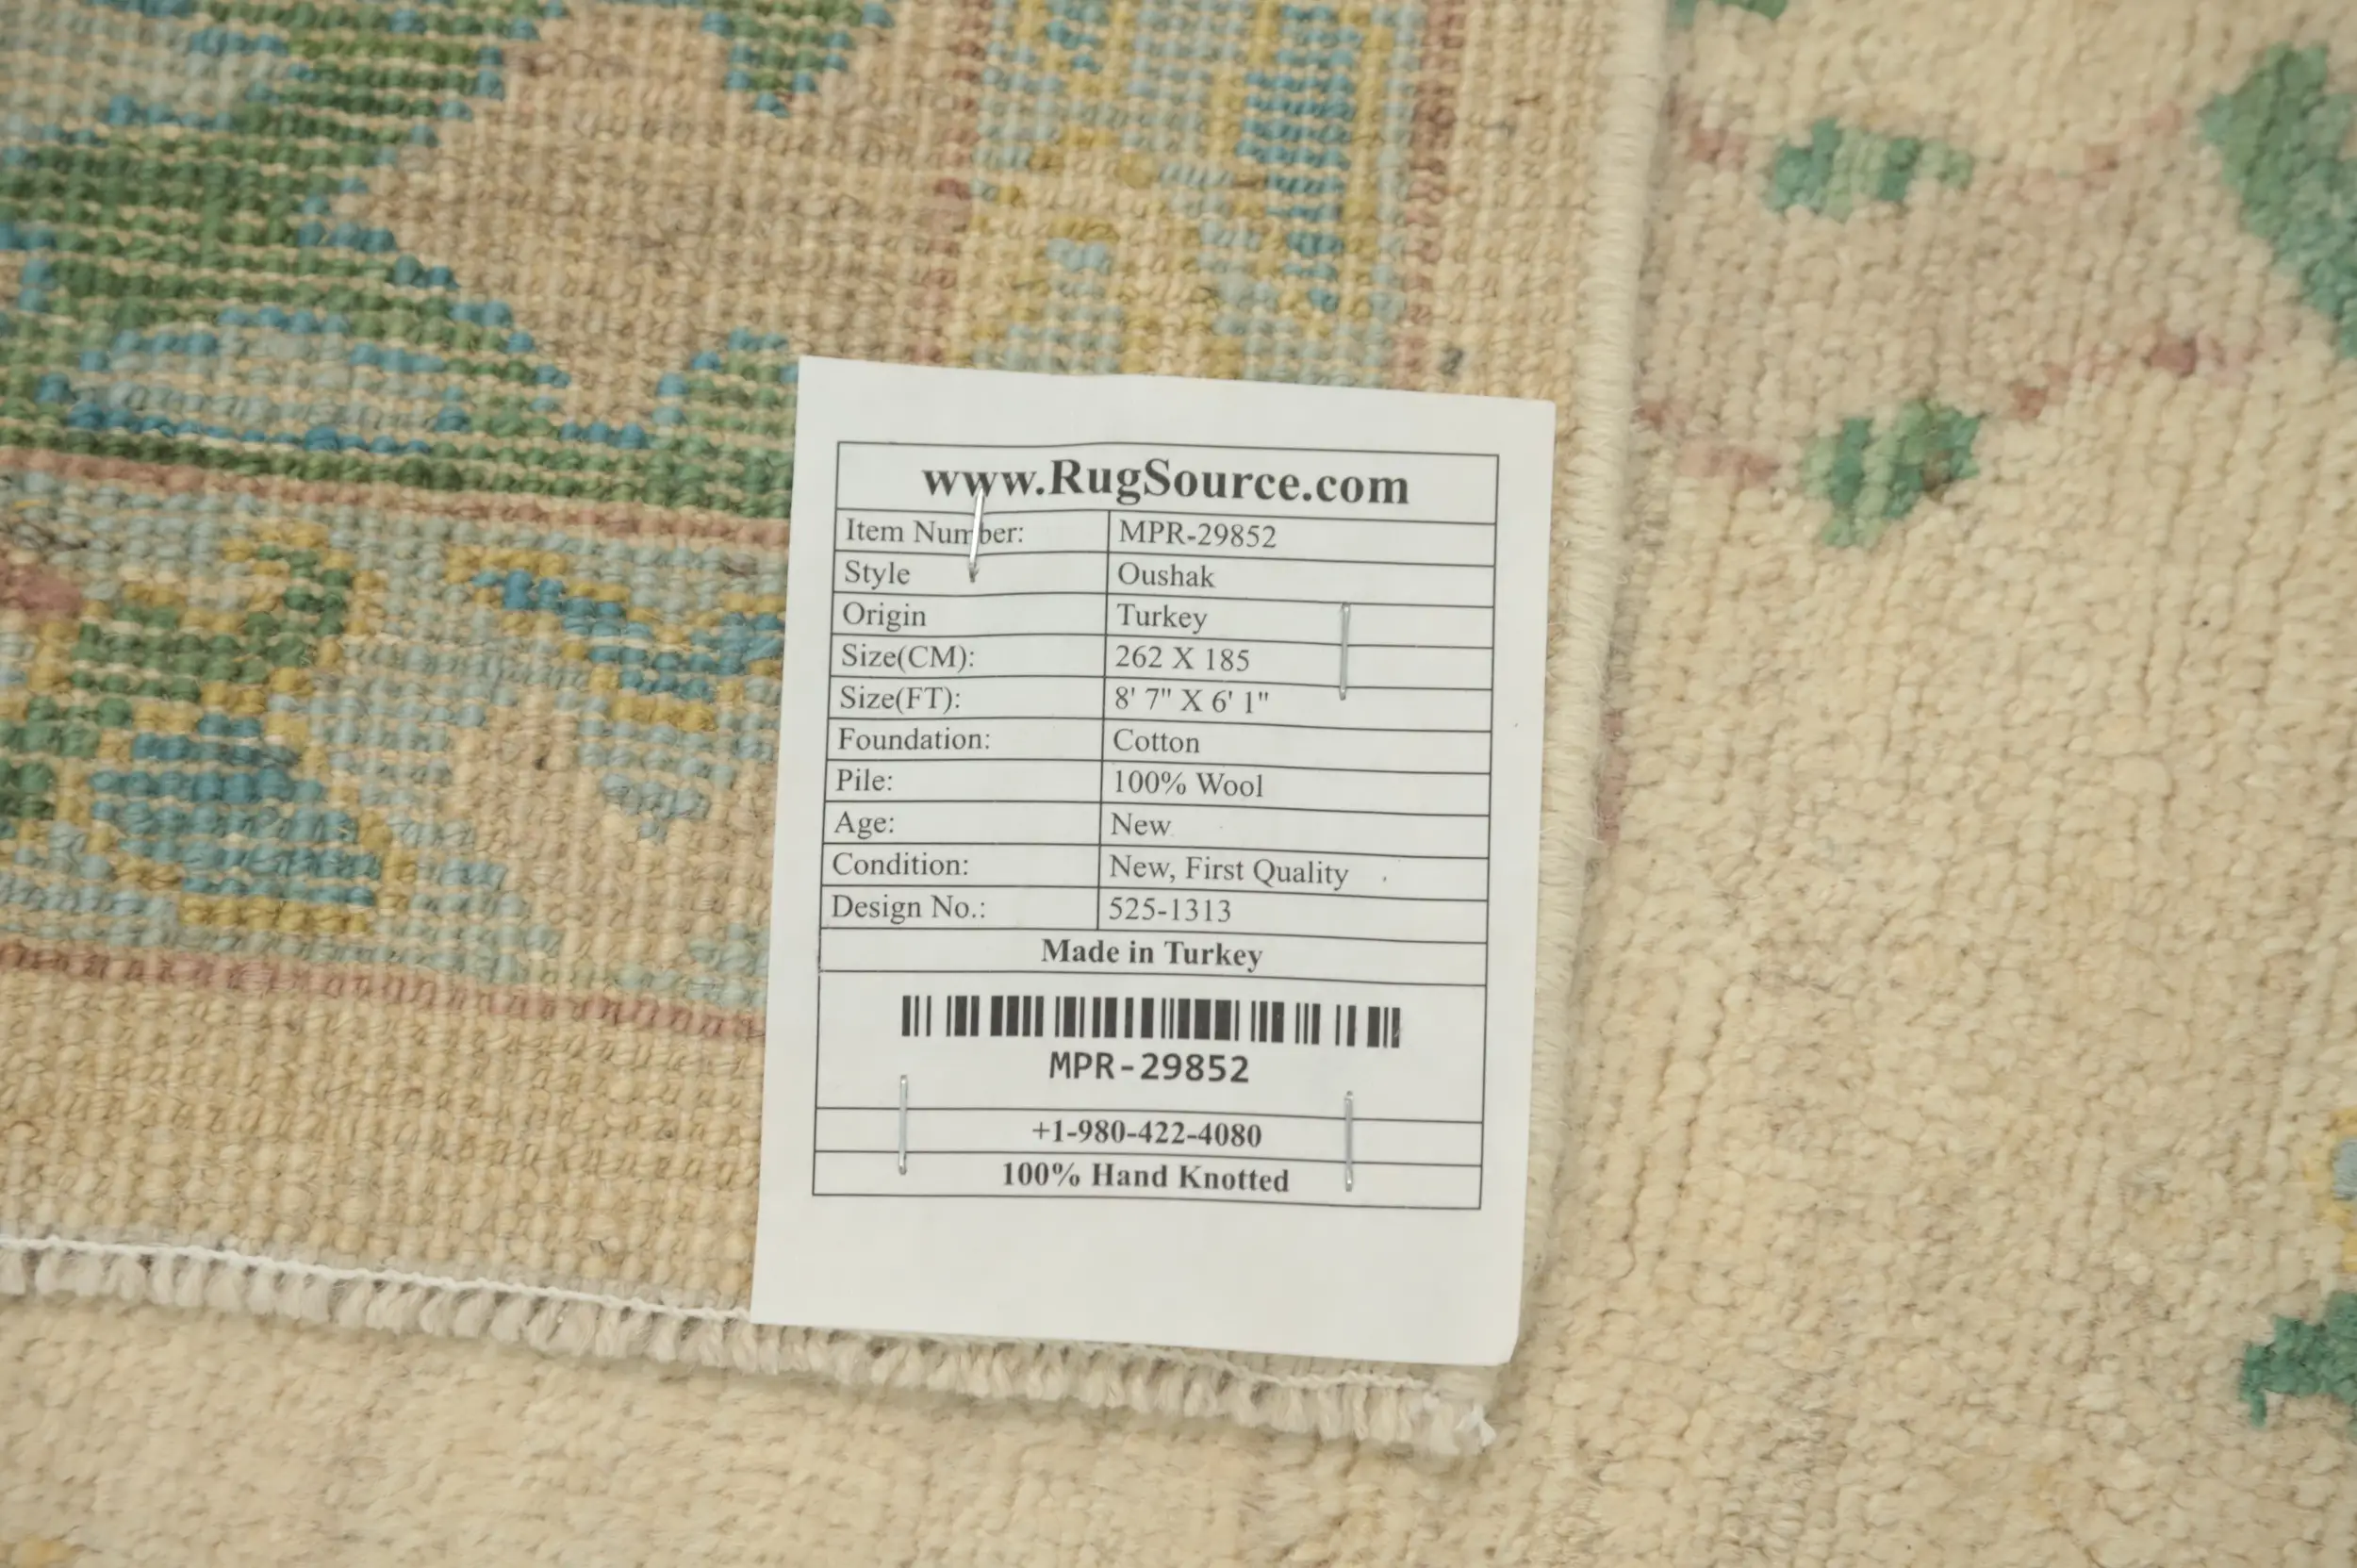 www.RugSource.com
Item Number: MPR-29852
Style Oushak
Origin Turkey
Size(CM): 262 X 185
Size(FT): 8' 7" X 6' 1"
Foundation: Cotton
Pile: 100% Wool
Age: New
Condition: New, First Quality
Design No.: 525-1313
Made in Turkey
MPR-29852
+1-980-422-4080
100% Hand Knotted